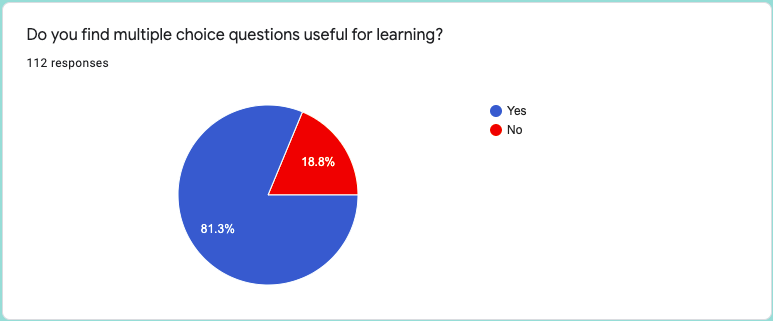 Do you find multiple choice questions useful for learning?
112 responses
Yes
No
18.8%
81.3%